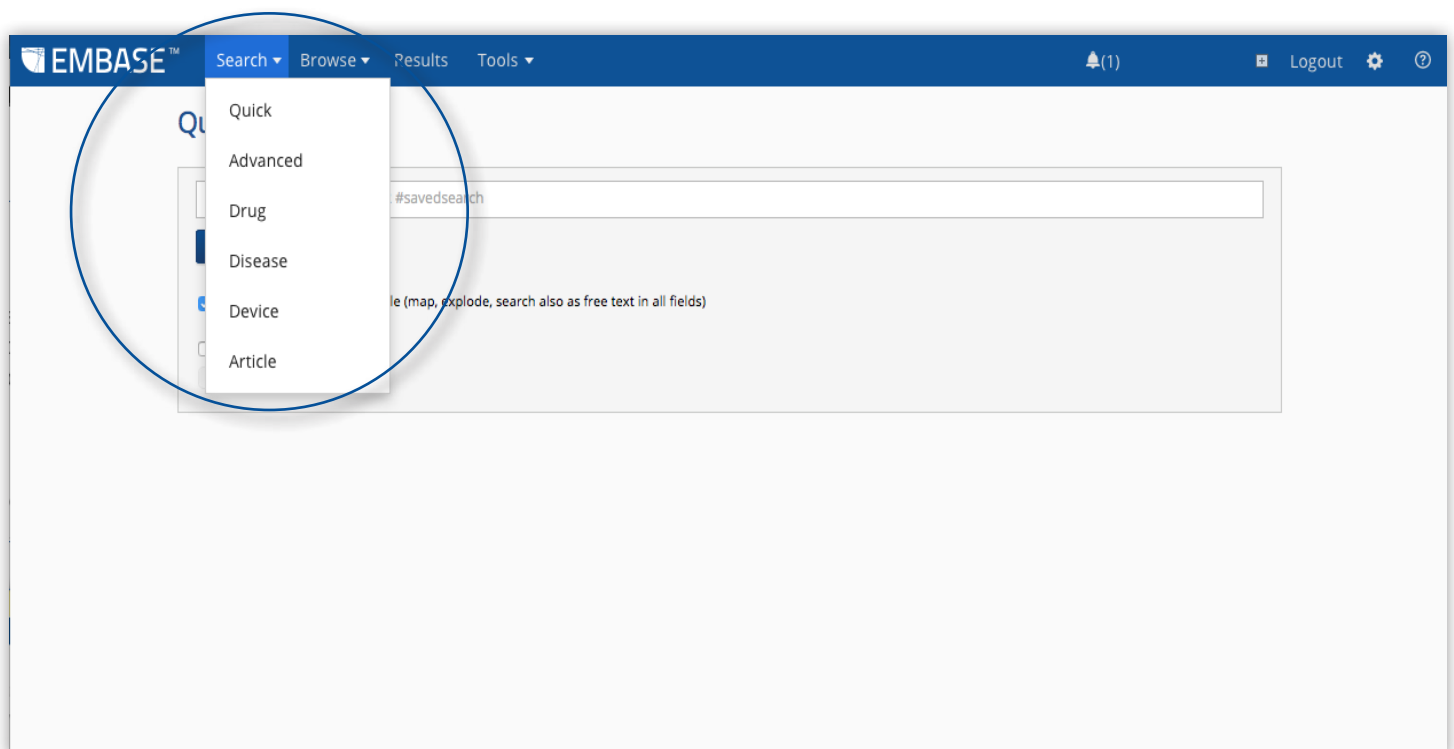 EMBASE™ Search Browse Results Tools (1) Logout
Quick
Advanced
#savedsearch
Drug
Disease
le (map, explode, search also as free text in all fields)
Device
Article